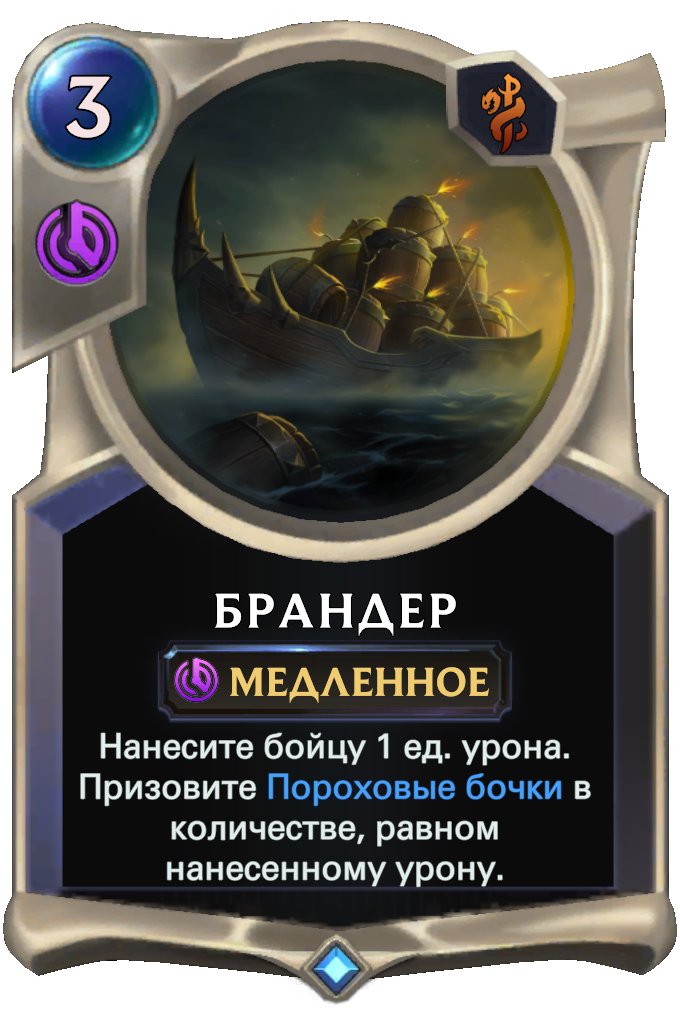 3
БРАНДЕР
МЕДЛЕННОЕ
Нанесите бойцу 1 ед. урона.
Призовите Пороховые бочки в
количестве, равном
нанесенному урону.